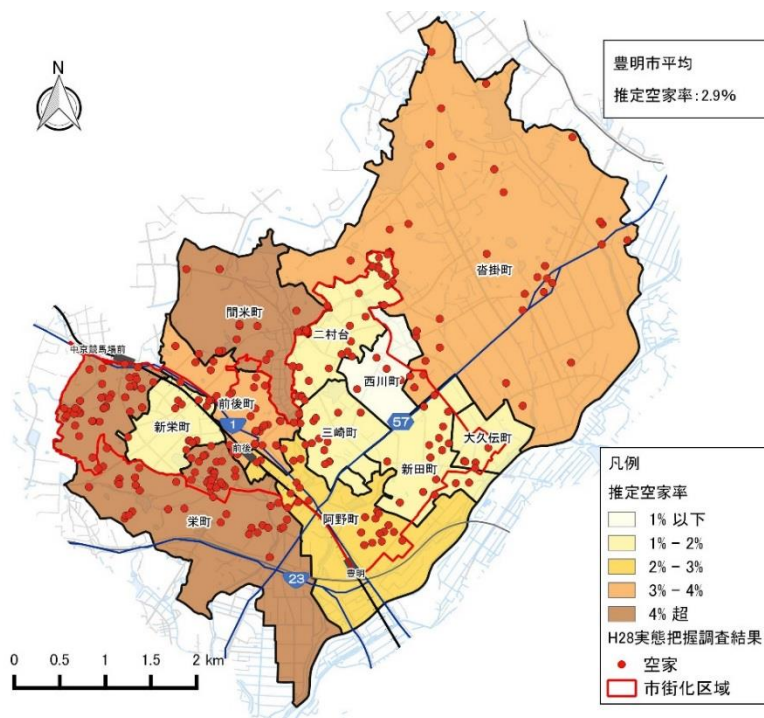 豊明市平均
推定空家率:2.9%
N
沓掛町
間米町
二村台
中京競馬場前
西川町
前後町
新栄町
1
57
大久伝町
三崎町
前後
新田町
栄町
阿野町
豊明
23
凡例
推定空家率
1% 以下
1% - 2%
2% - 3%
3% - 4%
4% 超
H28実態把握調査結果
空家
市街化区域
0 0.5 1 1.5 2 km